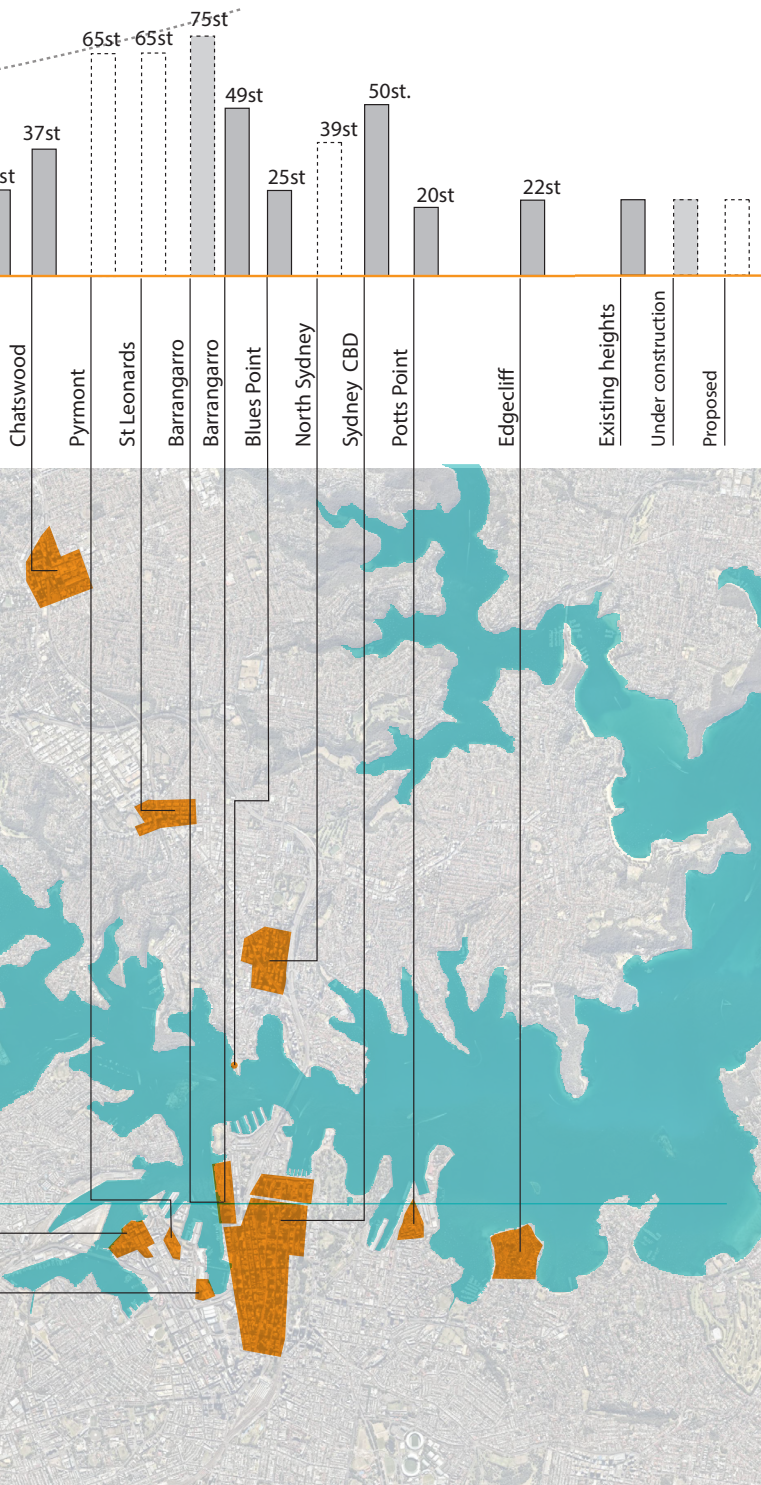 75st
65st 65st
49st
50st.
37st
39st
st
25st
20st
22st
Chatswood
Pyrmont
St Leonards
Barrangarro
Barrangarro
Blues Point
North Sydney
Sydney CBD
Potts Point
Edgecliff
Existing heights
Under construction
Proposed